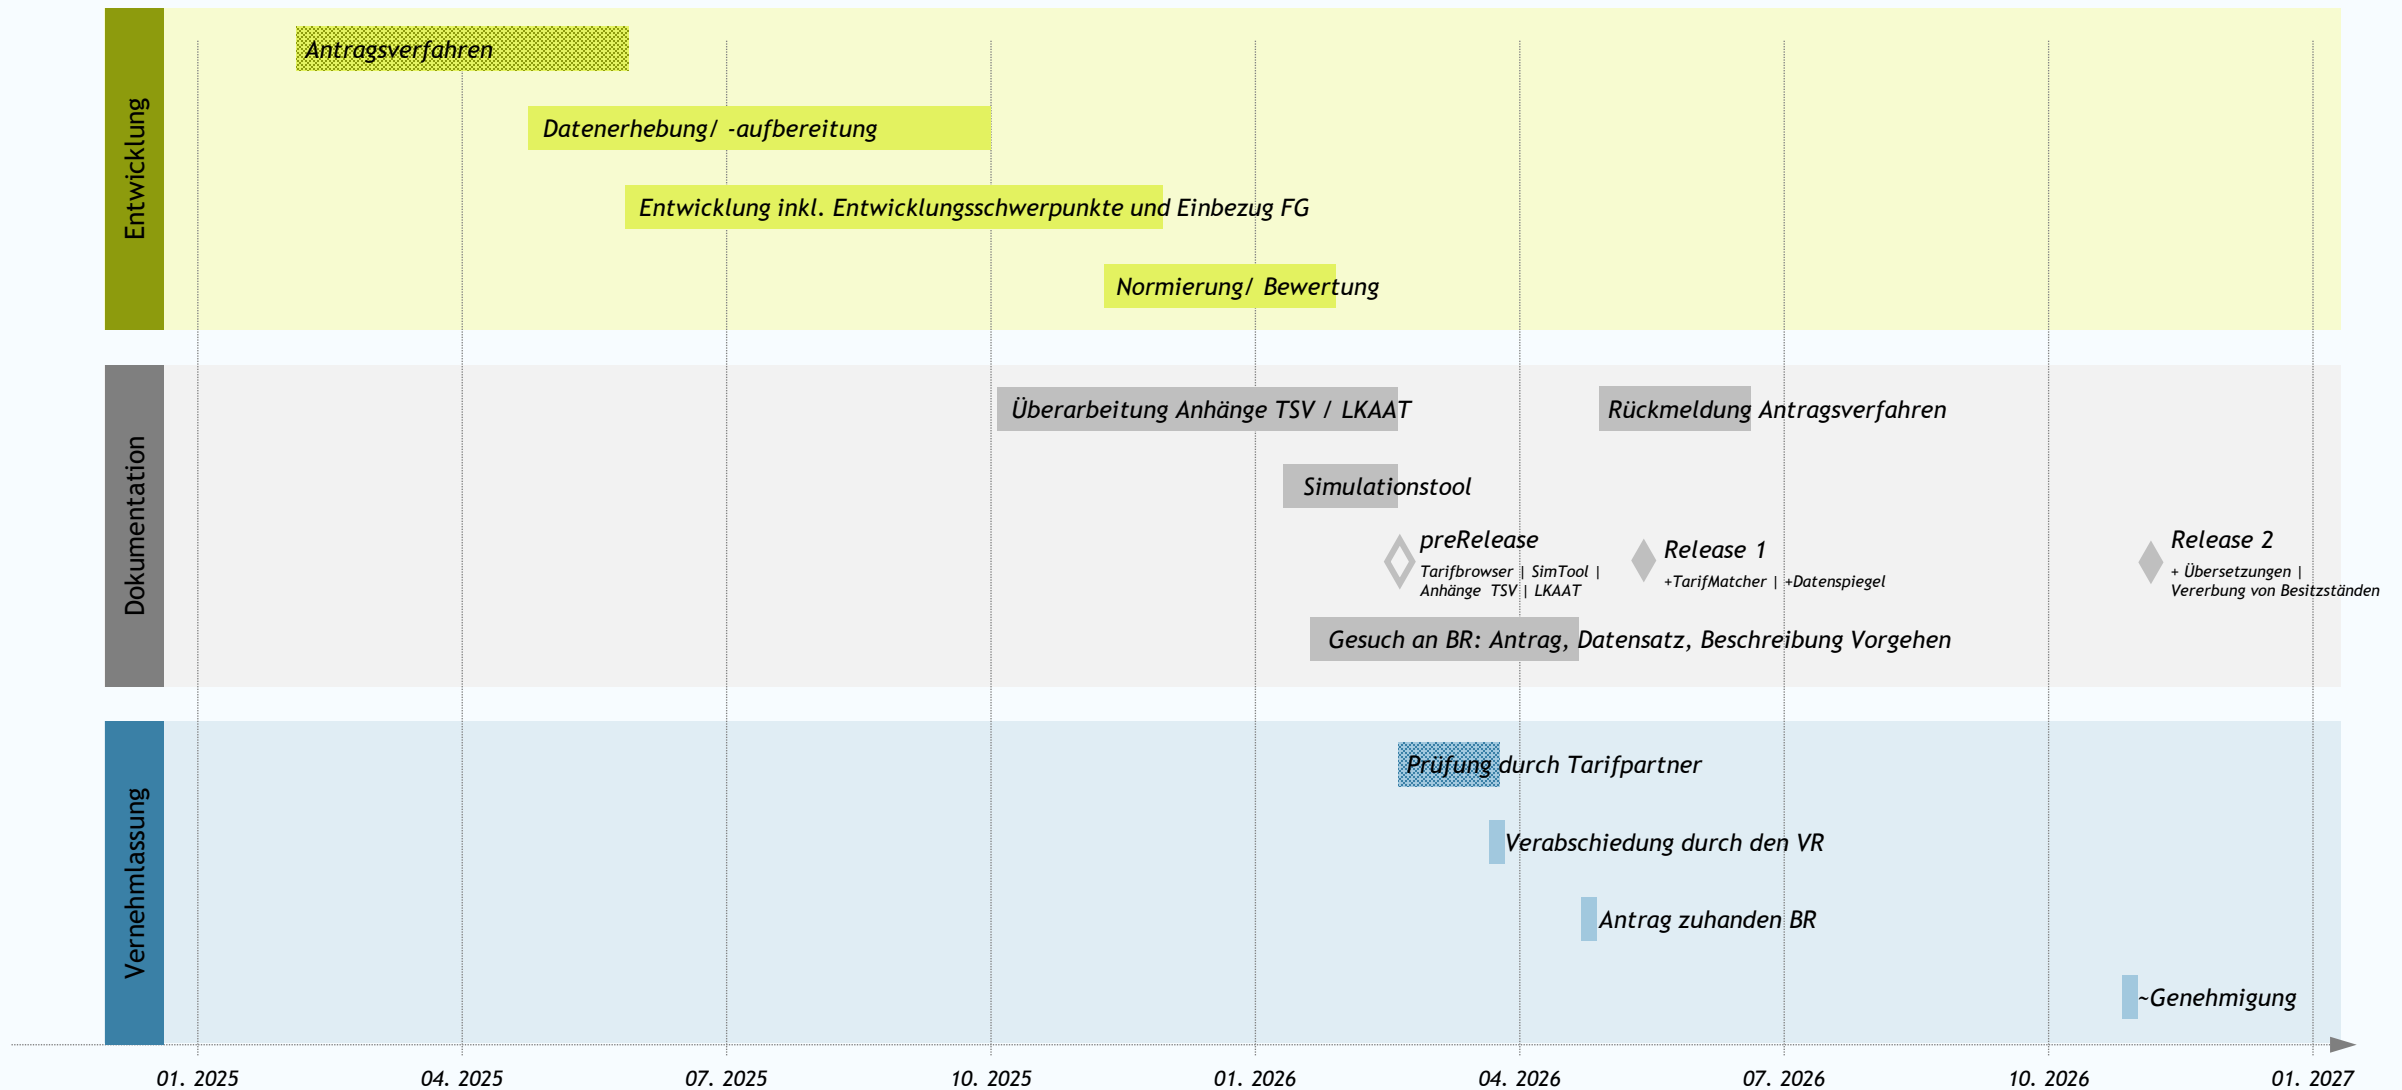 Entwicklung
Antragsverfahren
Datenerhebung/ -aufbereitung
Entwicklung inkl. Entwicklungsschwerpunkte und Einbezug FG
Normierung/ Bewertung
Dokumentation
Überarbeitung Anhänge TSV / LKAAT
Rückmeldung Antragsverfahren
Simulationstool
preRelease
Tarifbrowser | SimTool |
Anhänge TSV | LKAAT
Release 1
+TarifMatcher | +Datenspiegel
Release 2
+ Übersetzungen |
Vererbung von Besitzständen
Gesuch an BR: Antrag, Datensatz, Beschreibung Vorgehen
Vernehmlassung
Prüfung durch Tarifpartner
Verabschiedung durch den VR
Antrag zuhanden BR
~Genehmigung
01. 2025
04. 2025
07. 2025
10. 2025
01. 2026
04. 2026
07. 2026
10. 2026
01. 2027